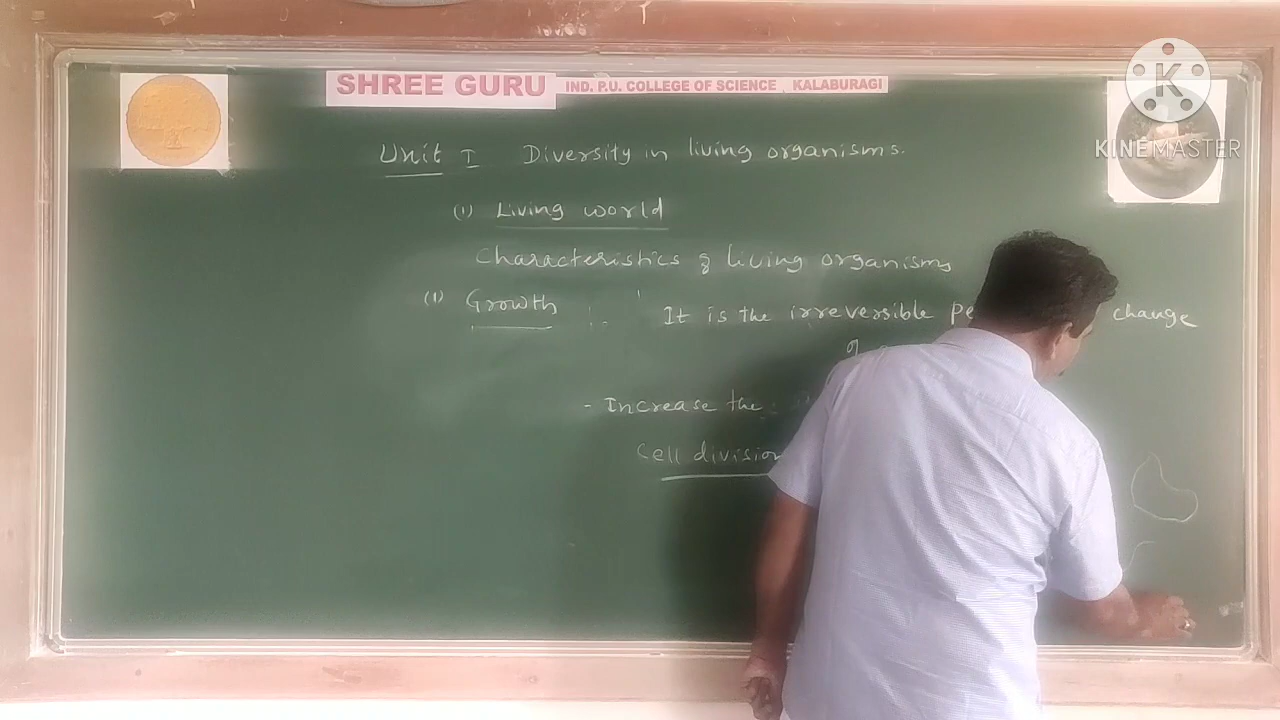 SHREE GURU IND. P.U. COLLEGE OF SCIENCE, KALABURAGI
KINEMASTER
Unit I Diversity in living organisms.
(1) Living world
Characteristics of living organisms
(1) Growth :- It is the irreversible change
of
- Increase the
Cell division